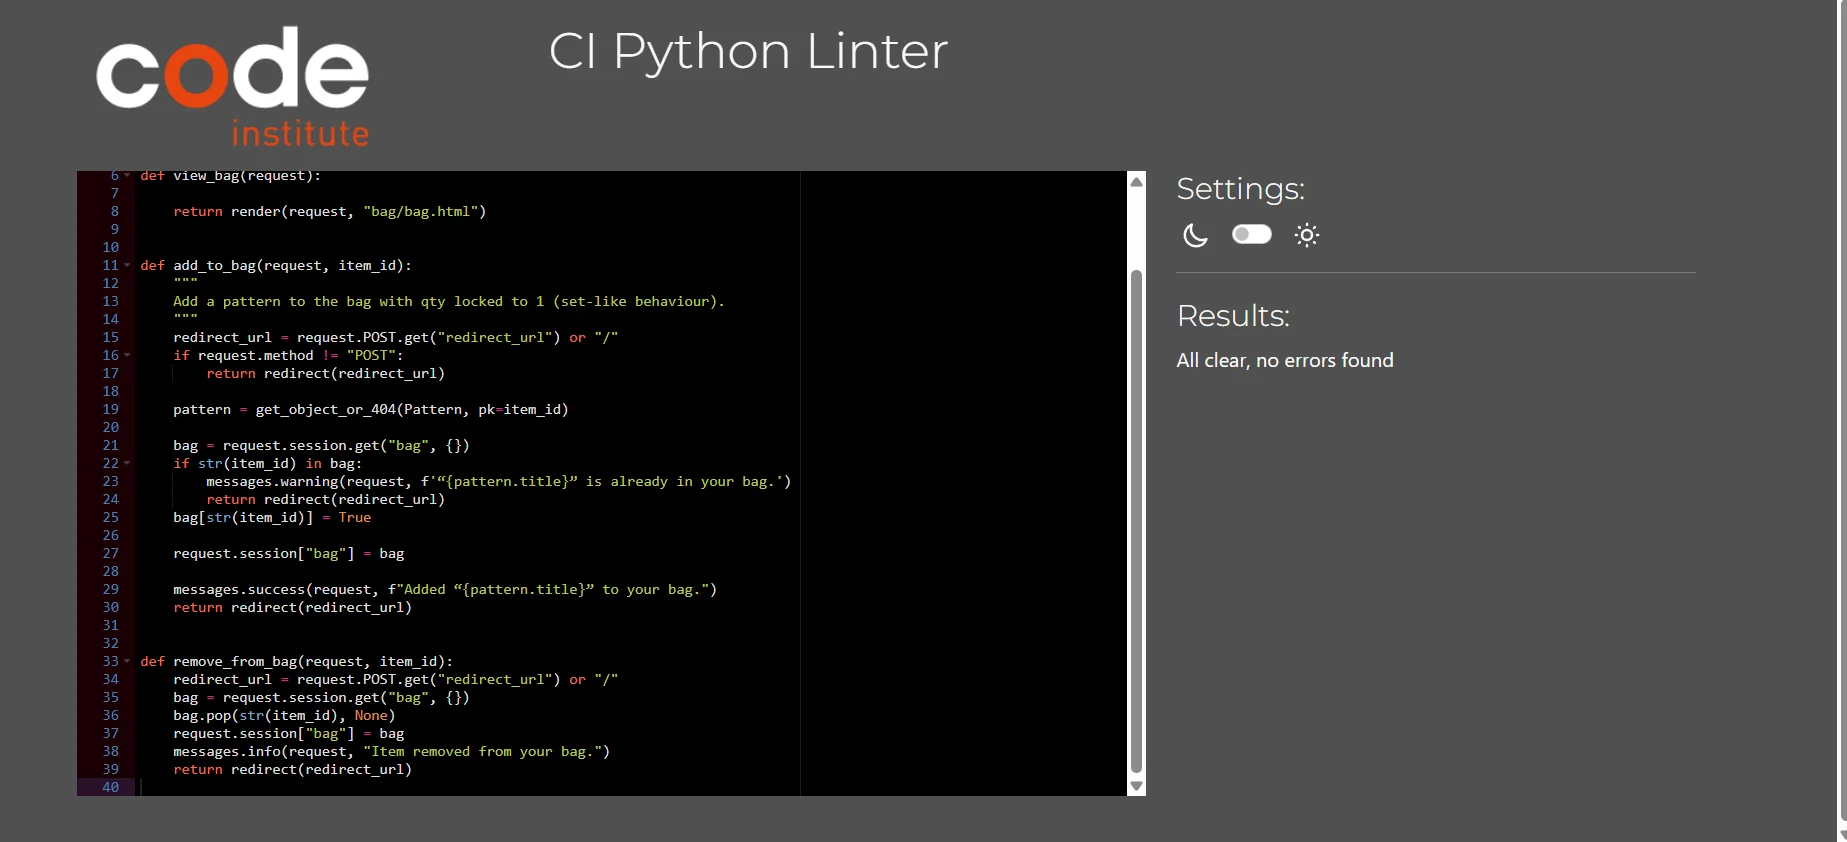 code
institute
CI Python Linter
6 def view_bag(request):
7
8     return render(request, "bag/bag.html")
9
10
11 def add_to_bag(request, item_id):
12     """
13     Add a pattern to the bag with qty locked to 1 (set-like behaviour).
14     """
15     redirect_url = request.POST.get("redirect_url") or "/"
16     if request.method != "POST":
17         return redirect(redirect_url)
18
19     pattern = get_object_or_404(Pattern, pk=item_id)
20
21     bag = request.session.get("bag", {})
22     if str(item_id) in bag:
23         messages.warning(request, f'“{pattern.title}” is already in your bag.')
24         return redirect(redirect_url)
25     bag[str(item_id)] = True
26
27     request.session["bag"] = bag
28
29     messages.success(request, f"Added “{pattern.title}” to your bag.")
30     return redirect(redirect_url)
31
32
33 def remove_from_bag(request, item_id):
34     redirect_url = request.POST.get("redirect_url") or "/"
35     bag = request.session.get("bag", {})
36     bag.pop(str(item_id), None)
37     request.session["bag"] = bag
38     messages.info(request, "Item removed from your bag.")
39     return redirect(redirect_url)
40
Settings:
Results:
All clear, no errors found